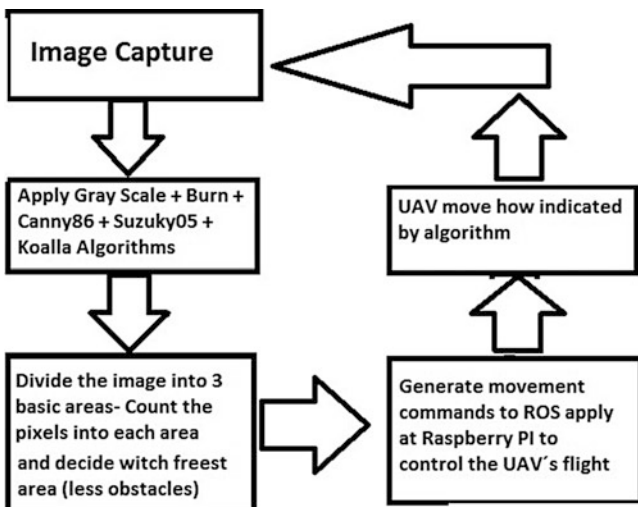 Image Capture
Apply Gray Scale + Burn +
Canny86 + Suzuky05 +
Koalla Algorithms
Divide the image into 3
basic areas- Count the
pixels into each area
and decide witch freest
area (less obstacles)
Generate movement
commands to ROS apply
at Raspberry PI to
control the UAV´s flight
UAV move how indicated
by algorithm